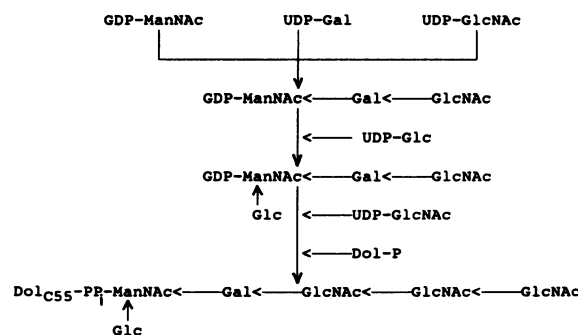 GDP-ManNAc UDP-Gal UDP-GlcNAc
GDP-ManNAc<——Gal<——GlcNAc
<—— UDP-Glc
GDP-ManNAc<——Gal<——GlcNAc
Glc <——UDP-GlcNAc
<——Dol-P
DolC55-PPi-ManNAc<——Gal<——GlcNAc<——GlcNAc<——GlcNAc
Glc